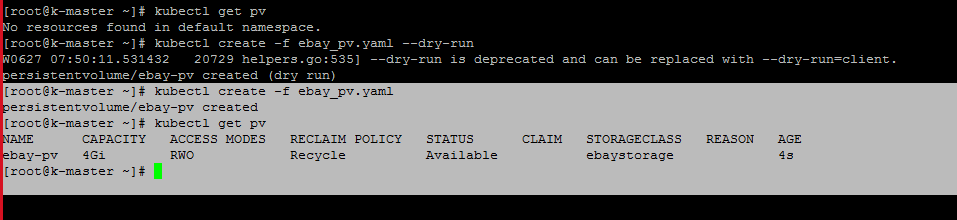 [root@k-master ~]# kubectl get pv
No resources found in default namespace.
[root@k-master ~]# kubectl create -f ebay_pv.yaml --dry-run
W0627 07:50:11.531432   20729 helpers.go:535] --dry-run is deprecated and can be replaced with --dry-run=client.
persistentvolume/ebay-pv created (dry run)
[root@k-master ~]# kubectl create -f ebay_pv.yaml
persistentvolume/ebay-pv created
[root@k-master ~]# kubectl get pv
NAME      CAPACITY   ACCESS MODES   RECLAIM POLICY   STATUS      CLAIM   STORAGECLASS   REASON   AGE
ebay-pv   4Gi        RWO            Recycle          Available           ebaystorage             4s
[root@k-master ~]#